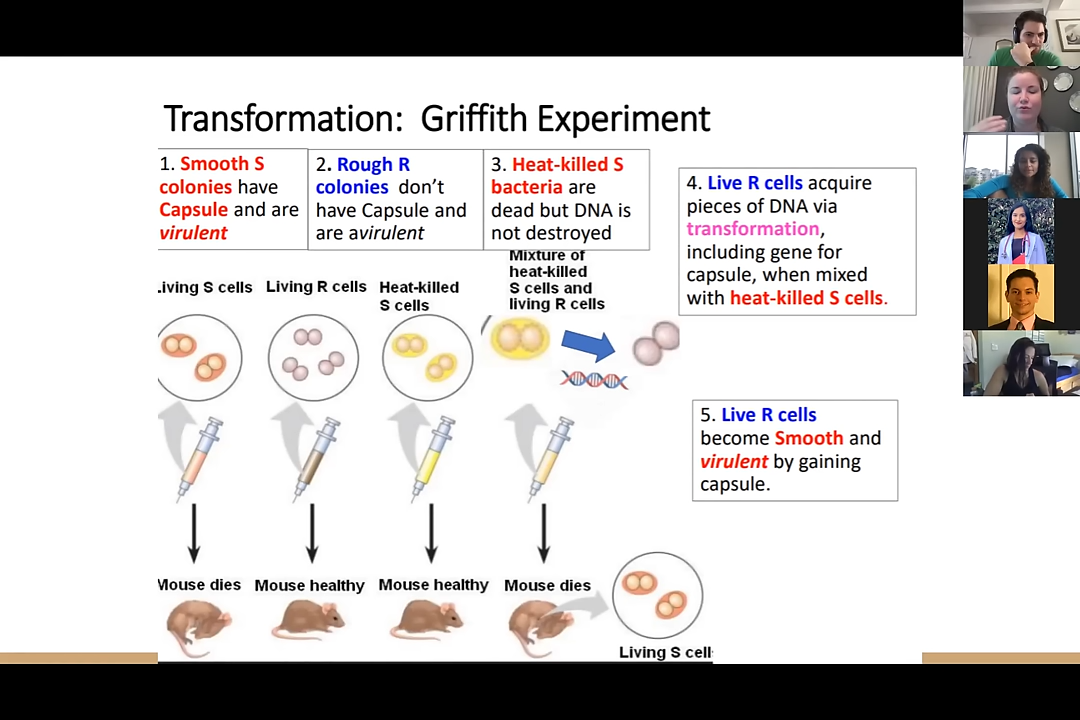 Transformation: Griffith Experiment
1. Smooth S
colonies have
Capsule and are
virulent
2. Rough R
colonies don't
have Capsule and
are avirulent
3. Heat-killed S
bacteria are
dead but DNA is
not destroyed
4. Live R cells acquire
pieces of DNA via
transformation,
including gene for
capsule, when mixed
with heat-killed S cells.
Living S cells
Living R cells
Heat-killed
S cells
Mixture of
heat-killed
S cells and
living R cells
5. Live R cells
become Smooth and
virulent by gaining
capsule.
Mouse dies
Mouse healthy
Mouse healthy
Mouse dies
Living S cell